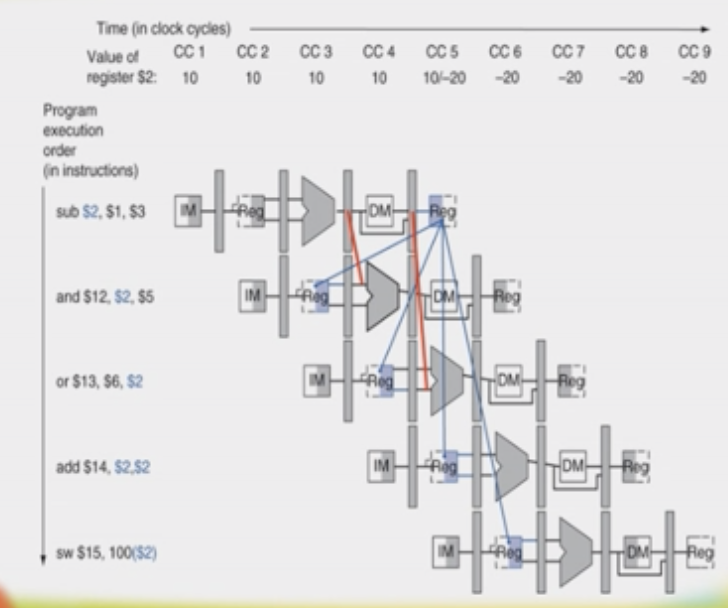 Time (in clock cycles)
Value of register $2:
CC 1 CC 2 CC 3 CC 4 CC 5 CC 6 CC 7 CC 8 CC 9
10 10 10 10 10/–20 –20 –20 –20 –20
Program
execution
order
(in instructions)
sub $2, $1, $3
IM Reg DM Reg
and $12, $2, $5
IM Reg DM Reg
or $13, $6, $2
IM Reg DM Reg
add $14, $2,$2
IM Reg DM Reg
sw $15, 100($2)
IM Reg DM Reg